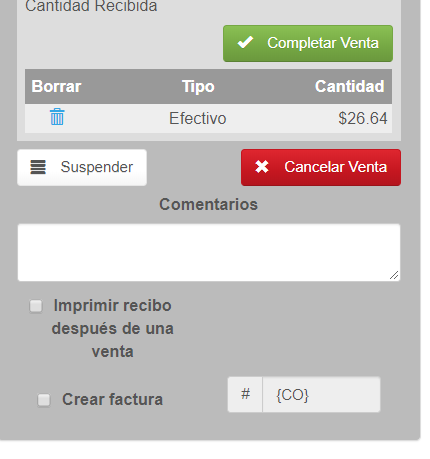 Cantidad Recibida
Completar Venta
Borrar Tipo Cantidad
Efectivo $26.64
Suspender Cancelar Venta
Comentarios
Imprimir recibo
después de una
venta
Crear factura # {CO}